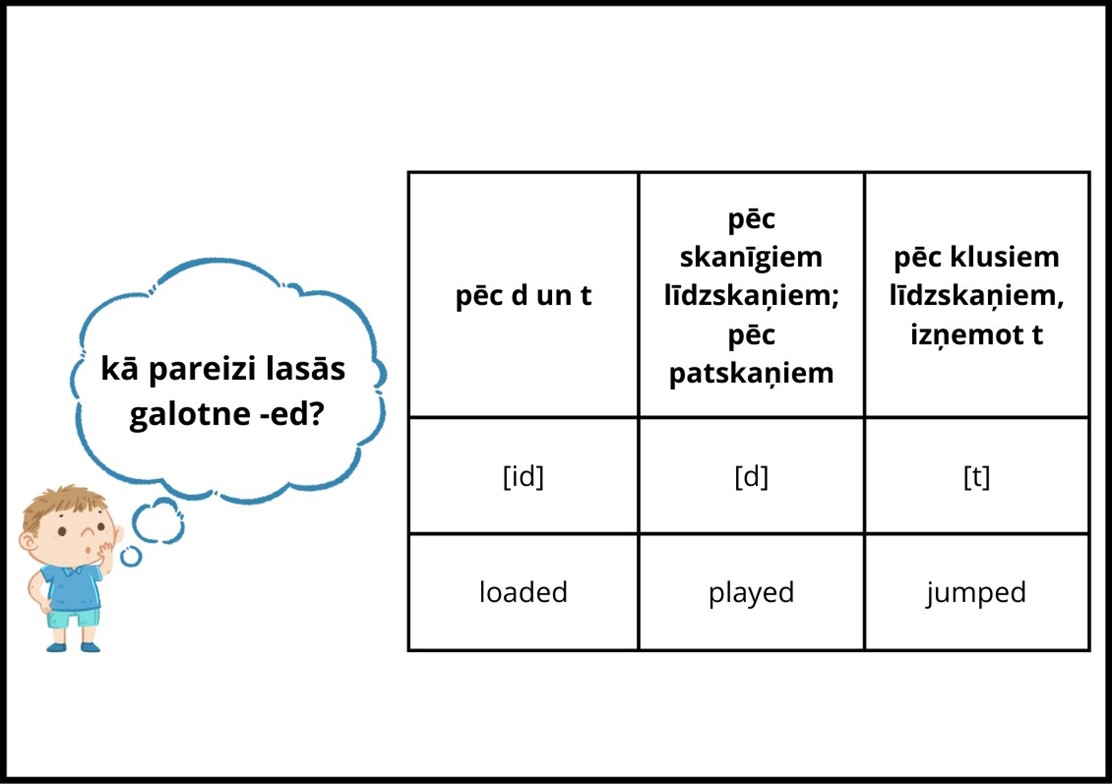 kā pareizi lasās
galotne -ed?
pēc d un t
pēc
skanīgiem
līdzskaņiem;
pēc
patskaņiem
pēc klusiem
līdzskaņiem,
izņemot t
[id]
[d]
[t]
loaded
played
jumped